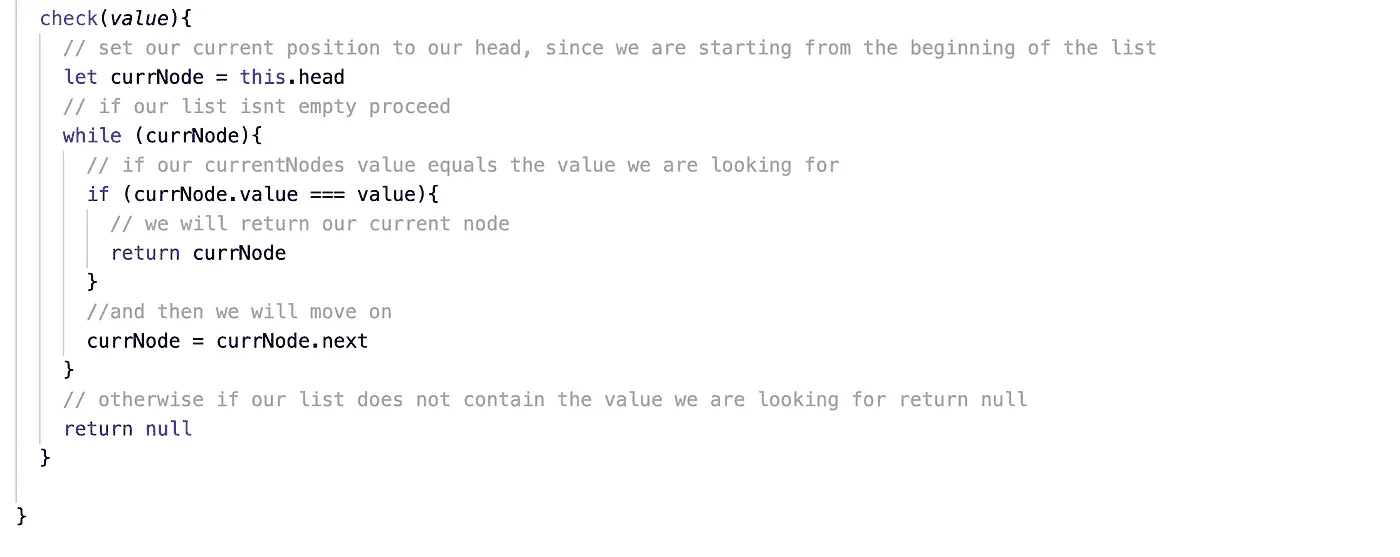 check(value){
// set our current position to our head, since we are starting from the beginning of the list
let currNode = this.head
// if our list isnt empty proceed
while (currNode){
// if our currentNodes value equals the value we are looking for
if (currNode.value === value){
// we will return our current node
return currNode
}
//and then we will move on
currNode = currNode.next
}
// otherwise if our list does not contain the value we are looking for return null
return null
}
}